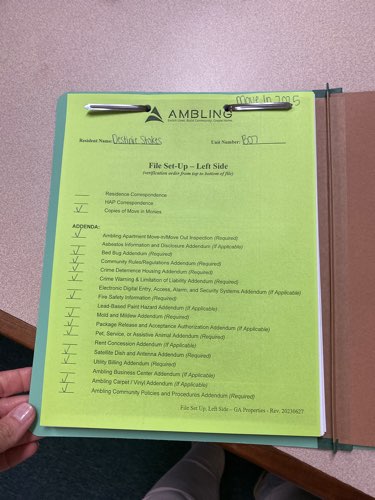 Move In 2025
AMBLING
Resident Name: Destinie Stokes Unit Number: B07
File Set-Up – Left Side
(verification order from top to bottom of file)
Residence Correspondence
HAP Correspondence
✓ Copies of Move in Monies
ADDENDA:
✓ Ambling Apartment Move-in/Move Out Inspection (Required)
Asbestos Information and Disclosure Addendum (If Applicable)
✓ Bed Bug Addendum (Required)
✓ Community Rules/Regulations Addendum (Required)
✓ Crime Deterrence Housing Addendum (Required)
✓ Crime Warning & Limitation of Liability Addendum (Required)
Electronic Digital Entry, Access, Alarm, and Security Systems Addendum (If Applicable)
✓ Fire Safety Information (Required)
Lead-Based Paint Hazard Addendum (If Applicable)
✓ Mold and Mildew Addendum (Required)
✓ Package Release and Acceptance Authorization Addendum (If Applicable)
✓ Pet, Service, or Assistive Animal Addendum (Required)
Rent Concession Addendum (If Applicable)
✓ Satellite Dish and Antenna Addendum (Required)
✓ Utility Billing Addendum (Required)
Ambling Business Center Addendum (If Applicable)
✓ Ambling Carpet / Vinyl Addendum (If Applicable)
✓ Ambling Community Policies and Procedures Addendum (Required)
File Set Up, Left Side – GA Properties - Rev. 20230627